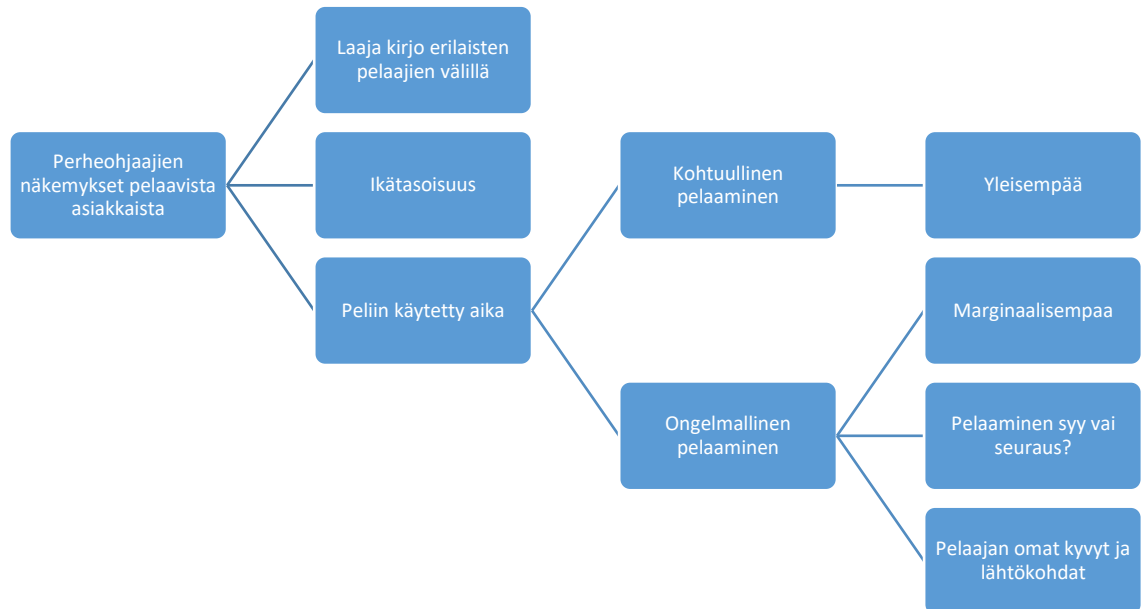 Perheohjaajien
näkemykset pelaavista
asiakkaista
Laaja kirjo erilaisten
pelaajien välillä
Ikätasoisuus
Peliin käytetty aika
Kohtuullinen
pelaaminen
Yleisempää
Ongelmallinen
pelaaminen
Marginaalisempaa
Pelaaminen syy vai
seuraus?
Pelaajan omat kyvyt ja
lähtökohdat